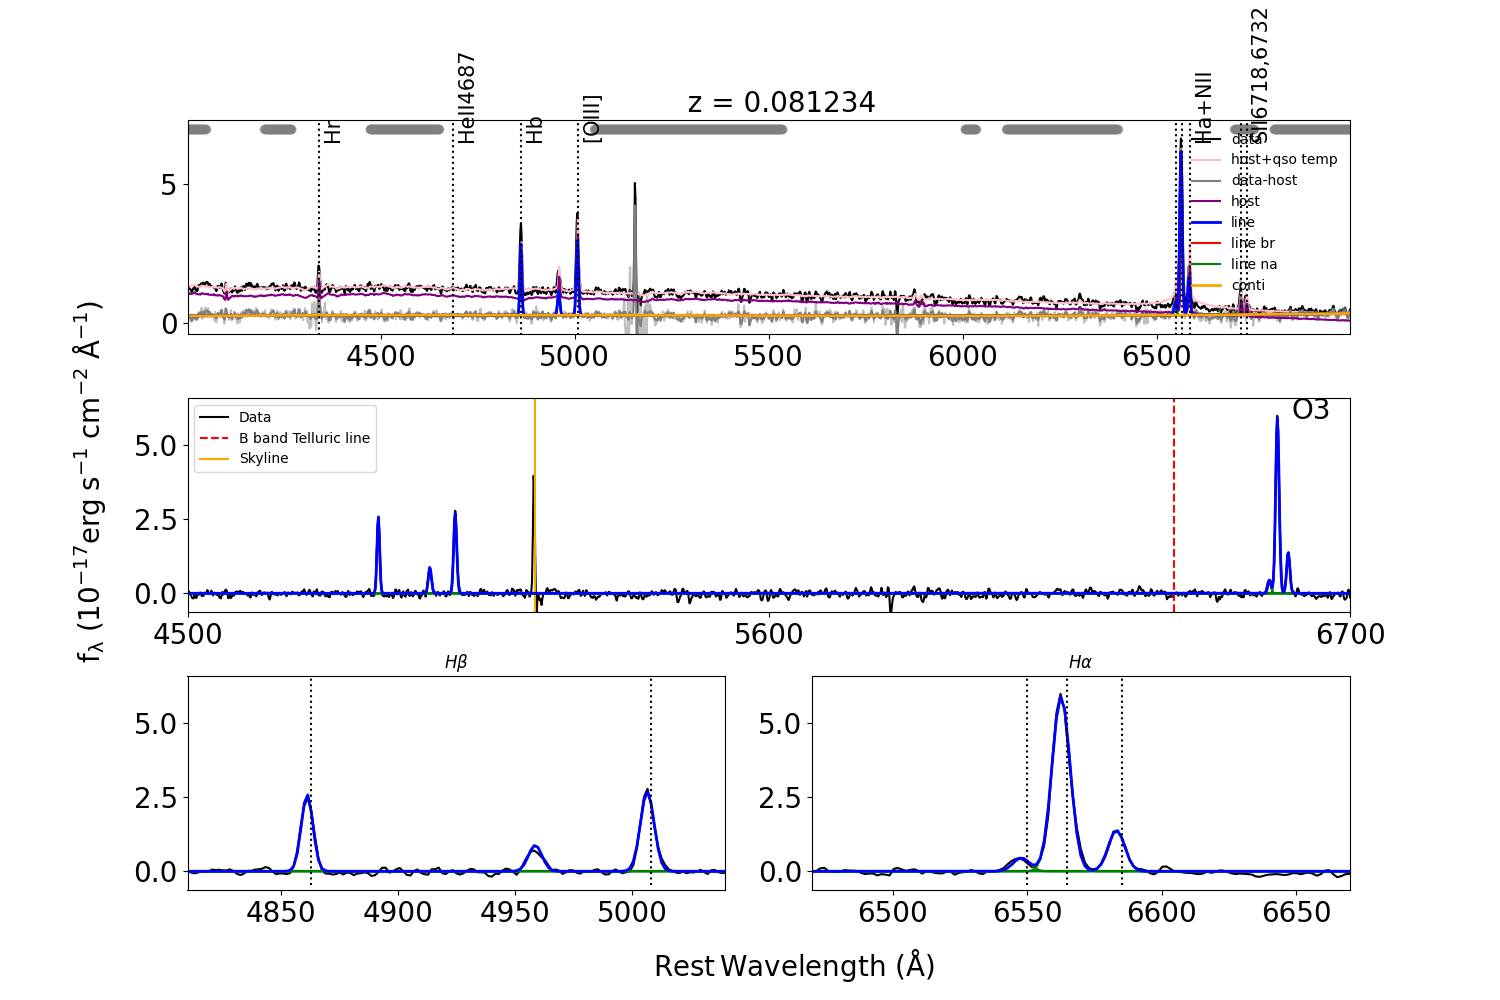 z = 0.081234
Hr
HeII4687
Hb
[OIII]
Ha+NII
SII6718,6732
data
host+qso temp
data-host
host
line
line br
line na
conti
5
0
4500
5000
5500
6000
6500
Data
B band Telluric line
Skyline
O3
5.0
2.5
0.0
4500
5600
6700
fλ (10⁻¹⁷erg s⁻¹ cm⁻² Å⁻¹)
Hβ
5.0
2.5
0.0
4850
4900
4950
5000
Hα
5.0
2.5
0.0
6500
6550
6600
6650
Rest Wavelength (Å)